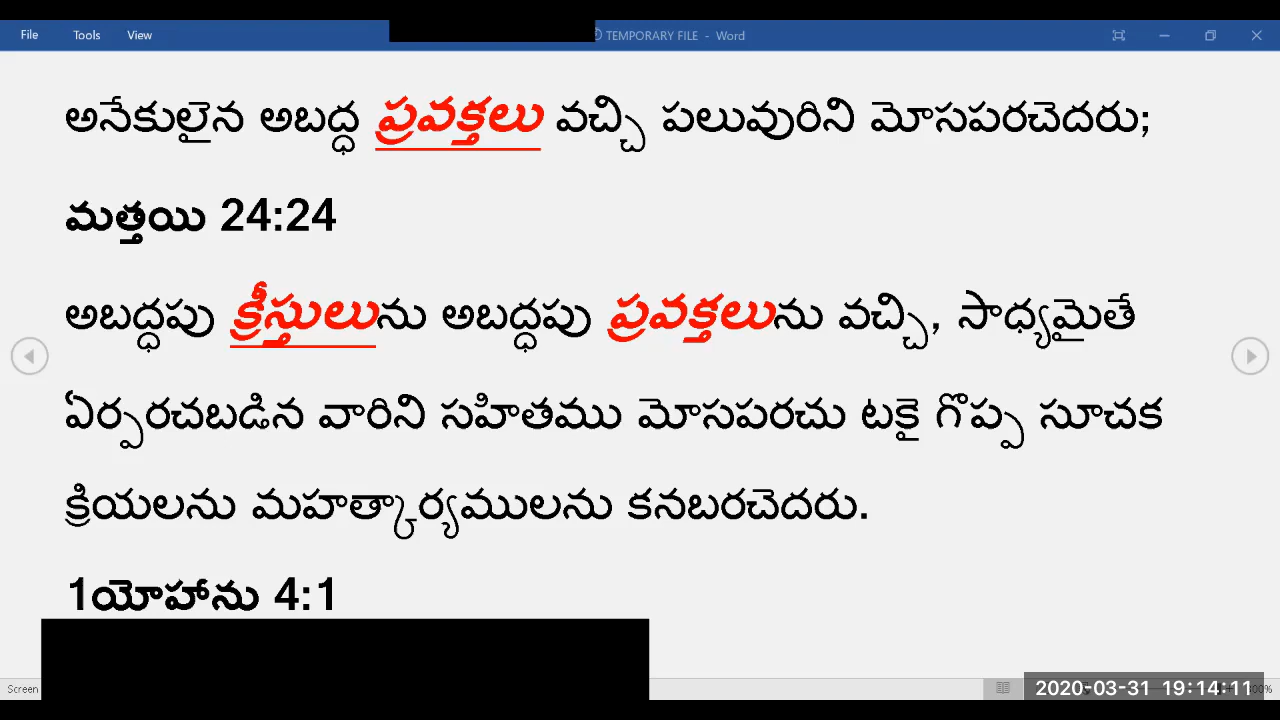 File Tools View TEMPORARY FILE - Word
అనేకులైన అబద్ధ ప్రవక్తలు వచ్చి పలువురిని మోసపరచెదరు;
మత్తయి 24:24
అబద్ధపు క్రీస్తులును అబద్ధపు ప్రవక్తలును వచ్చి, సాధ్యమైతే
ఏర్పరచబడిన వారిని సహితము మోసపరచు టకై గొప్ప సూచక
క్రియలను మహత్కార్యములను కనబరచెదరు.
1యోహాను 4:1
Screen 2020-03-31 19:14:11